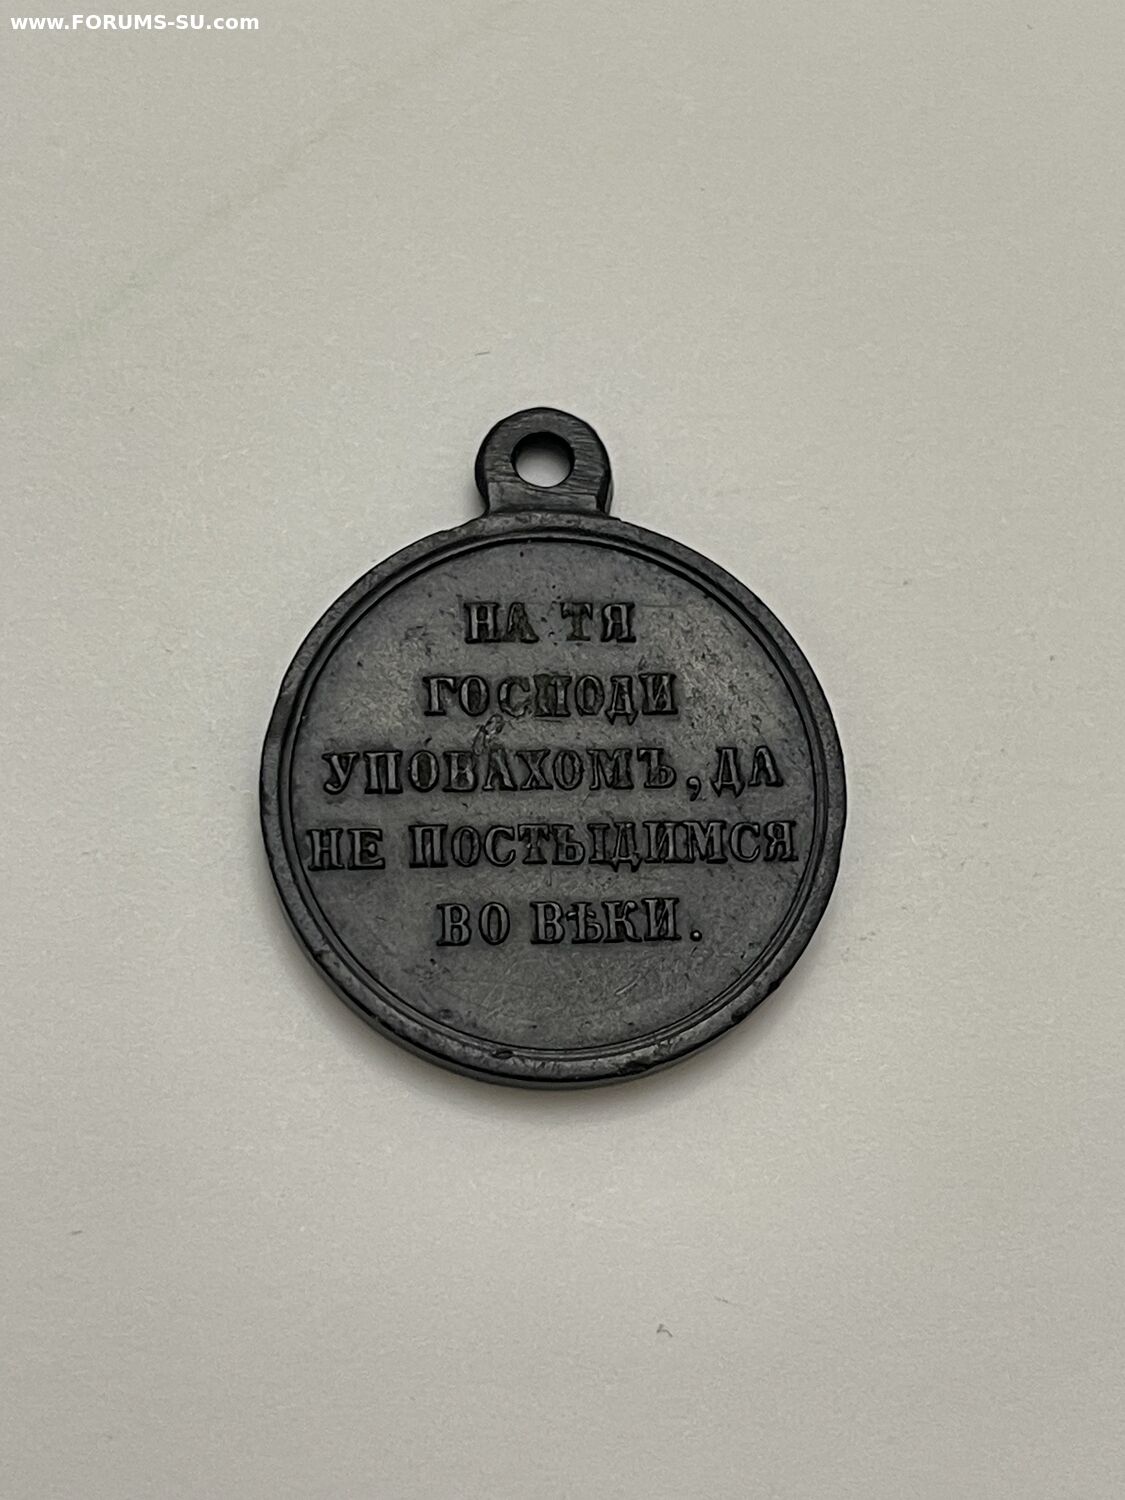 www.FORUMS-SU.com
НА ТЯ
ГОСПОДИ
УПОВАХОМЪ, ДА
НЕ ПОСТЫДИМСЯ
ВО ВѢКИ.